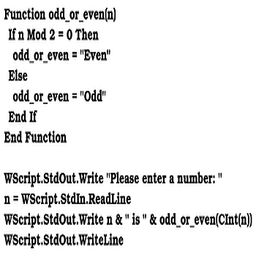 Function odd_or_even(n)
If n Mod 2 = 0 Then
odd_or_even = "Even"
Else
odd_or_even = "Odd"
End If
End Function
WScript.StdOut.Write "Please enter a number: "
n = WScript.StdIn.ReadLine
WScript.StdOut.Write n & " is " & odd_or_even(CInt(n))
WScript.StdOut.WriteLine